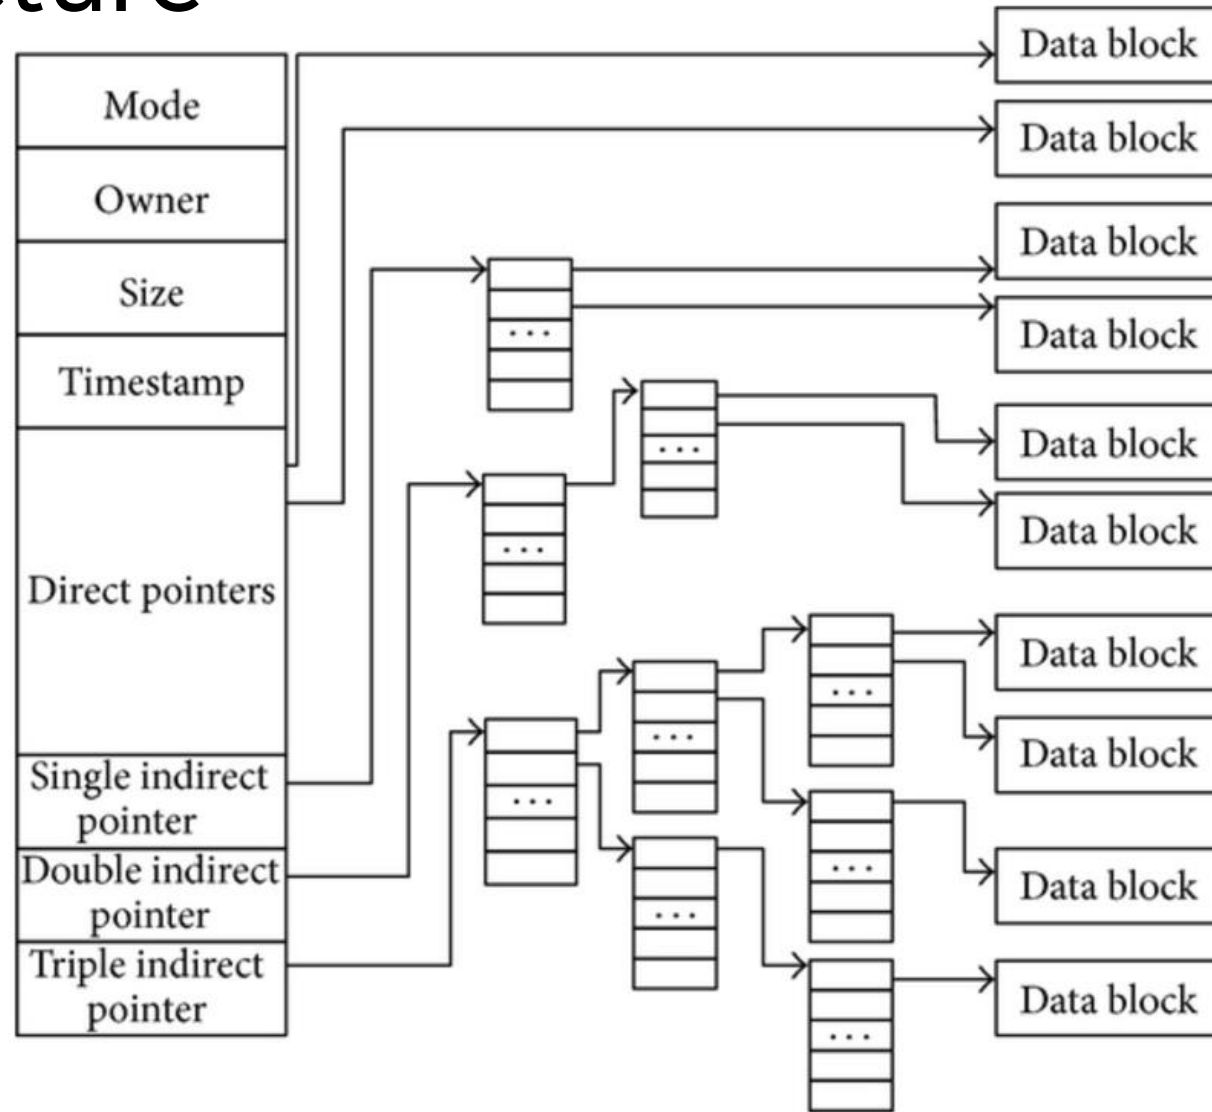 Mode
Owner
Size
Timestamp
Direct pointers
Single indirect
pointer
Double indirect
pointer
Triple indirect
pointer
...
...
...
...
...
...
...
...
...
Data block
Data block
Data block
Data block
Data block
Data block
Data block
Data block
Data block
Data block